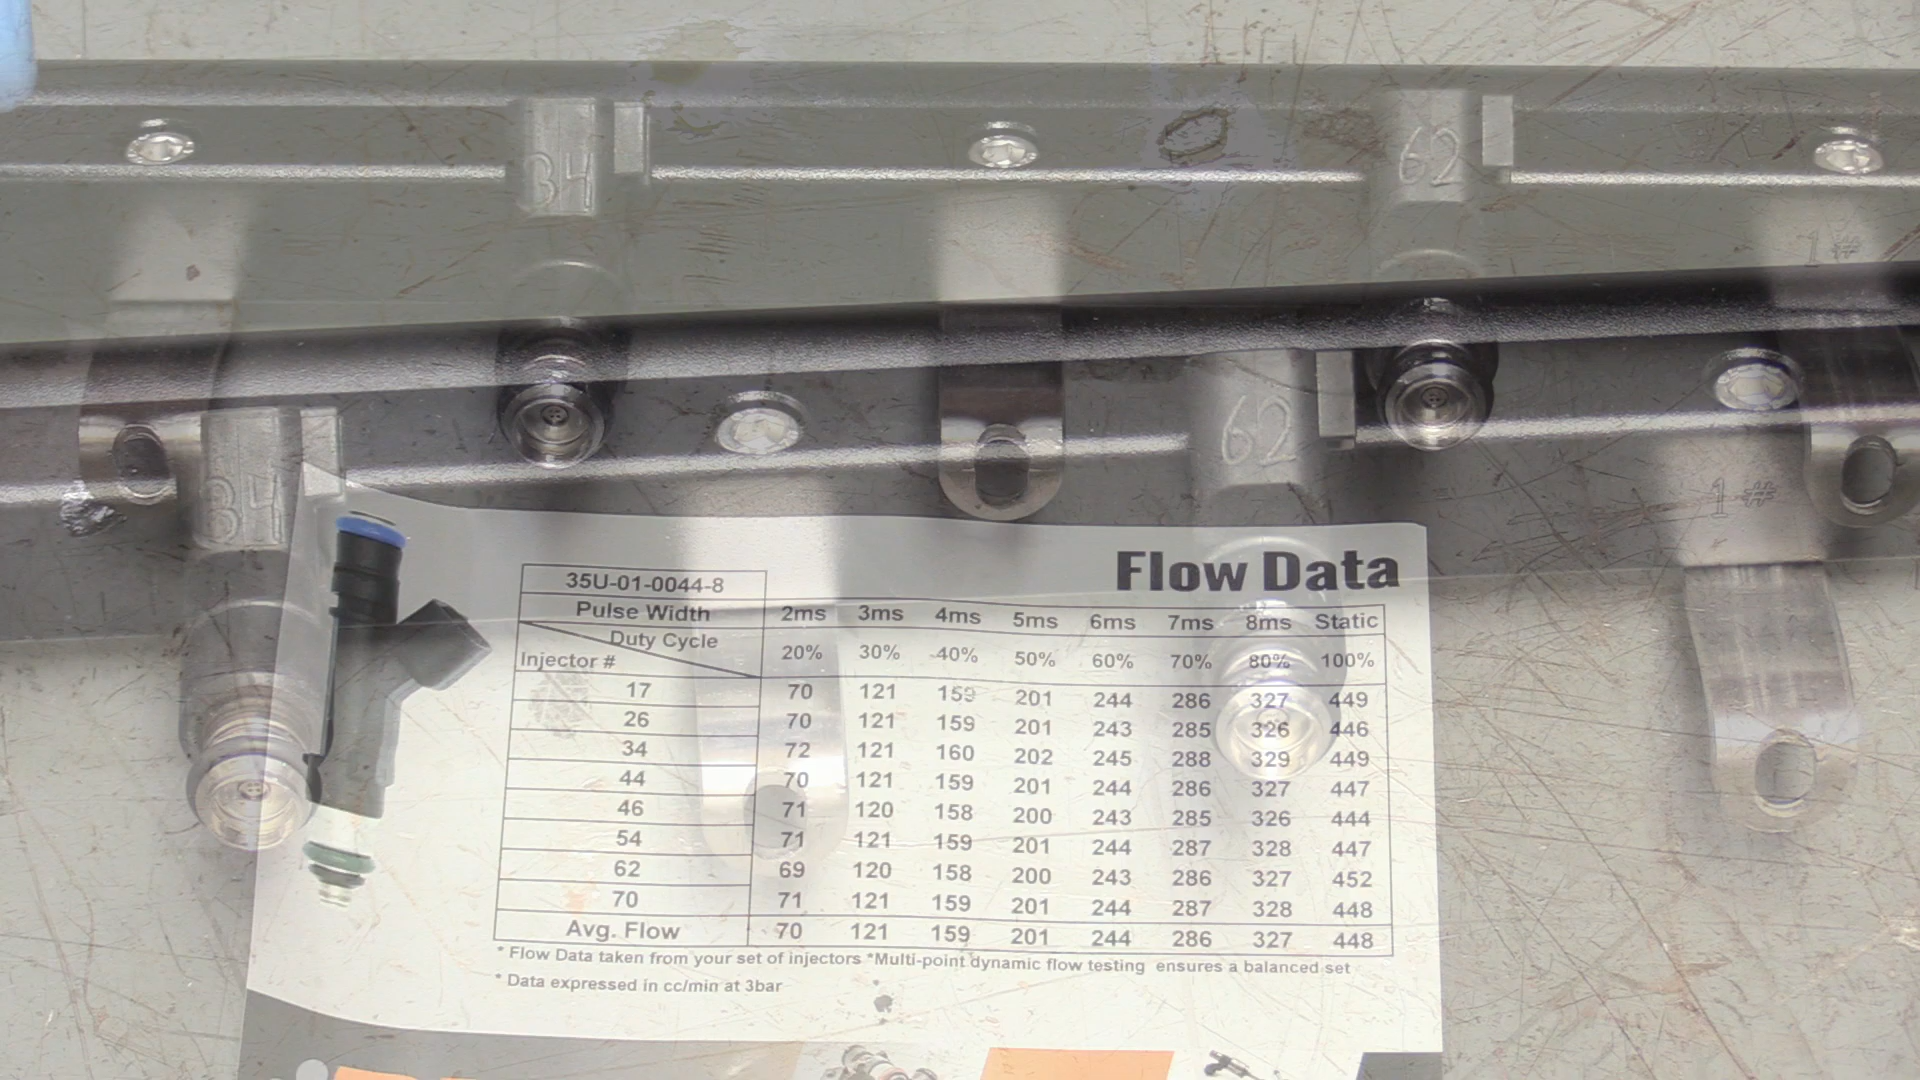 34
62
1#
62
34
1#
Flow Data
35U-01-0044-8
Pulse Width 2ms 3ms 4ms 5ms 6ms 7ms 8ms Static
Duty Cycle
Injector # 20% 30% 40% 50% 60% 70% 80% 100%
17 70 121 159 201 244 286 327 449
26 70 121 159 201 243 285 326 446
34 72 121 160 202 245 288 329 449
44 70 121 159 201 244 286 327 447
46 71 120 158 200 243 285 326 444
54 71 121 159 201 244 287 328 447
62 69 120 158 200 243 286 327 452
70 71 121 159 201 244 287 328 448
Avg. Flow 70 121 159 201 244 286 327 448
* Flow Data taken from your set of injectors *Multi-point dynamic flow testing ensures a balanced set
* Data expressed in cc/min at 3bar